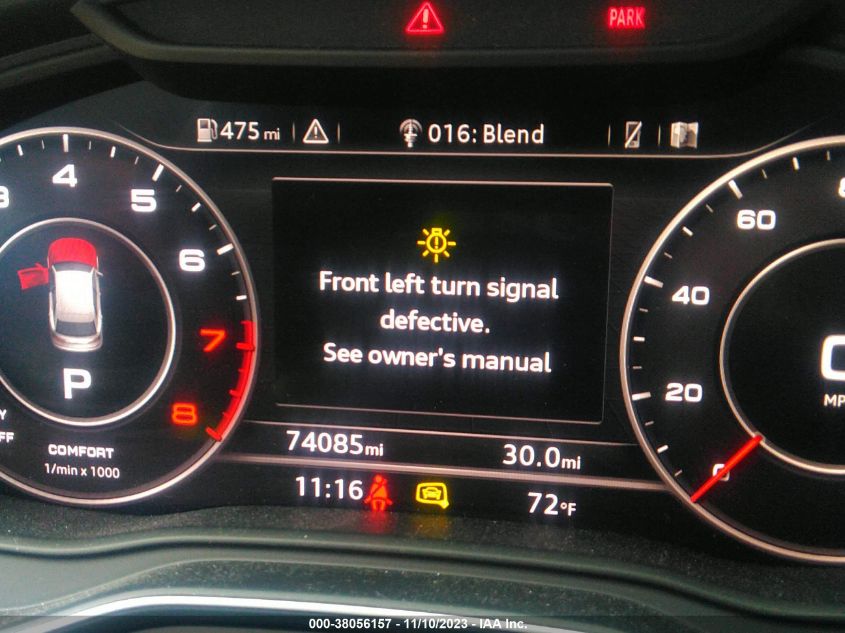 PARK
475 mi
016: Blend
3 4 5 6 7 8
Front left turn signal
defective.
See owner's manual
60
40
20
0
P
COMFORT
1/min x 1000
74085mi
30.0mi
11:16
72°F
000-38056157 - 11/10/2023 - IAA Inc.